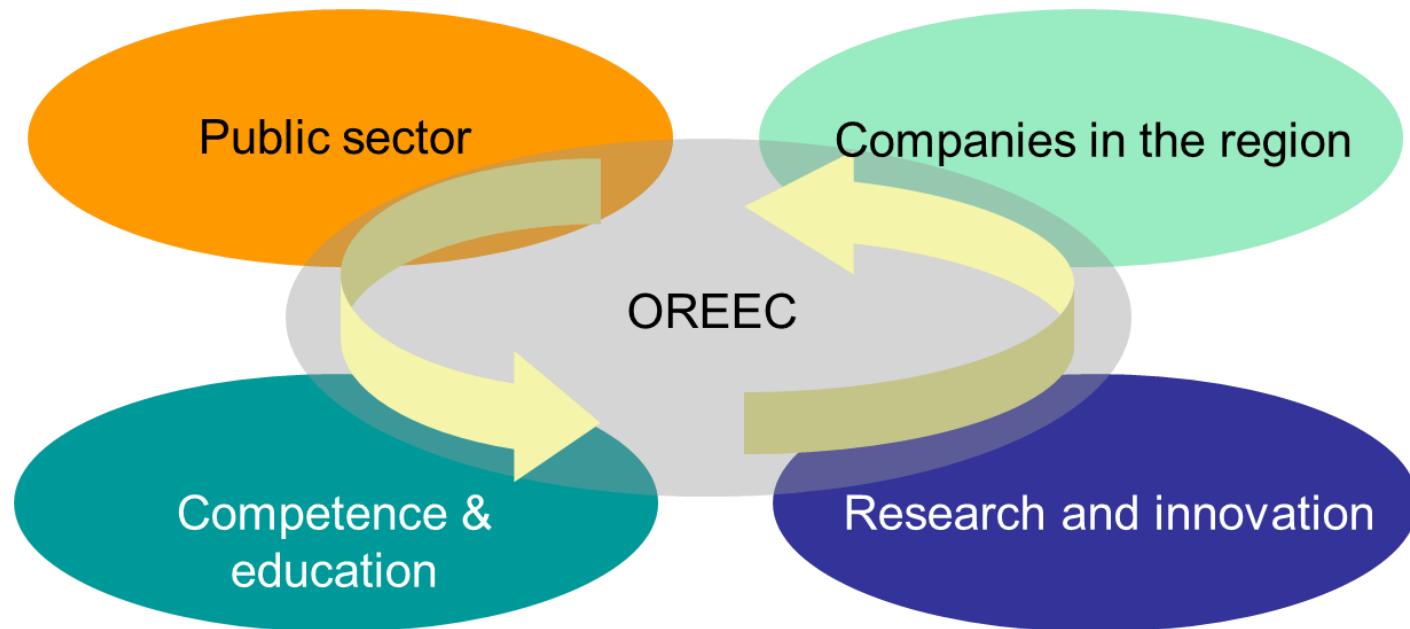 Public sector
Companies in the region
OREEC
Competence &
education
Research and innovation